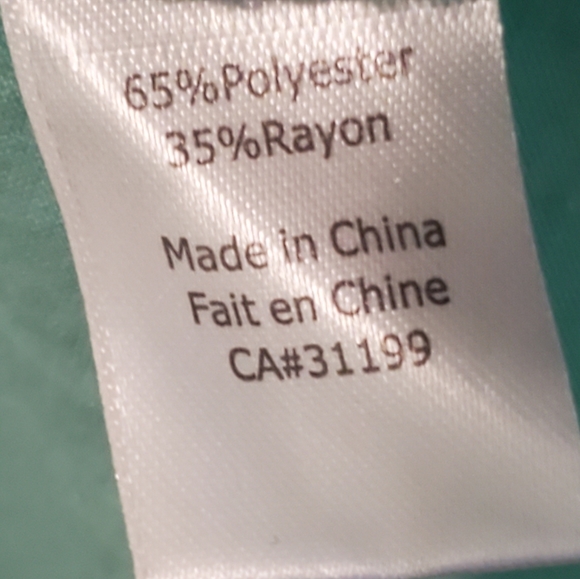 65%Polyester
35%Rayon
Made in China
Fait en Chine
CA#31199